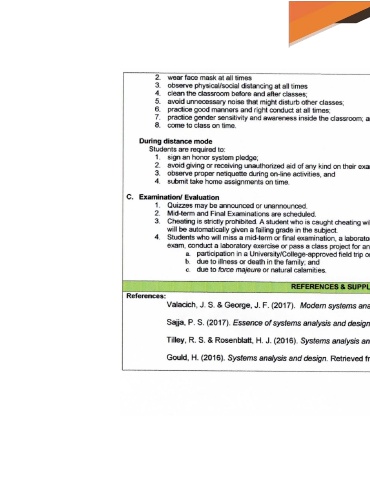 2. wear face mask at all times
3. observe physical/social distancing at all times
4. clean the classroom before and after classes;
5. avoid unnecessary noise that might disturb other classes;
6. practice good manners and right conduct at all times;
7. practice gender sensitivity and awareness inside the classroom; a
8. come to class on time.
During distance mode
Students are required to:
1. sign an honor system pledge;
2. avoid giving or receiving unauthorized aid of any kind on their exa
3. observe proper netiquette during on-line activities, and
4. submit take home assignments on time.
C. Examination/ Evaluation
1. Quizzes may be announced or unannounced.
2. Mid-term and Final Examinations are scheduled.
3. Cheating is strictly prohibited. A student who is caught cheating wi
will be automatically given a failing grade in the subject.
4. Students who will miss a mid-term or final examination, a laborato
exam, conduct a laboratory exercise or pass a class project for an
a. participation in a University/College-approved field trip o
b. due to illness or death in the family; and
c. due to force majeure or natural calamities.
REFERENCES & SUPPL
References:
Valacich, J. S. & George, J. F. (2017). Modern systems ana
Sajja, P. S. (2017). Essence of systems analysis and design
Tilley, R. S. & Rosenblatt, H. J. (2016). Systems analysis an
Gould, H. (2016). Systems analysis and design. Retrieved fr